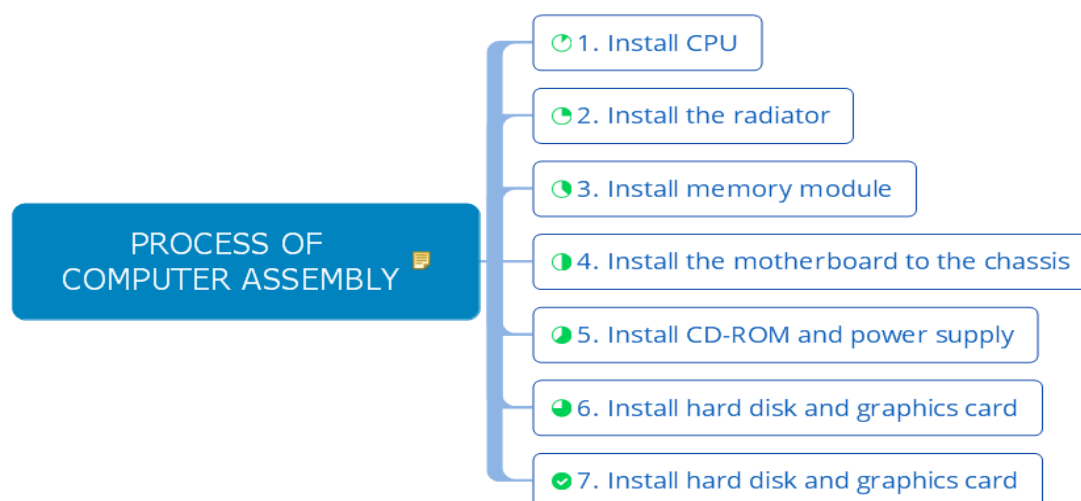 PROCESS OF
COMPUTER ASSEMBLY
1. Install CPU
2. Install the radiator
3. Install memory module
4. Install the motherboard to the chassis
5. Install CD-ROM and power supply
6. Install hard disk and graphics card
7. Install hard disk and graphics card